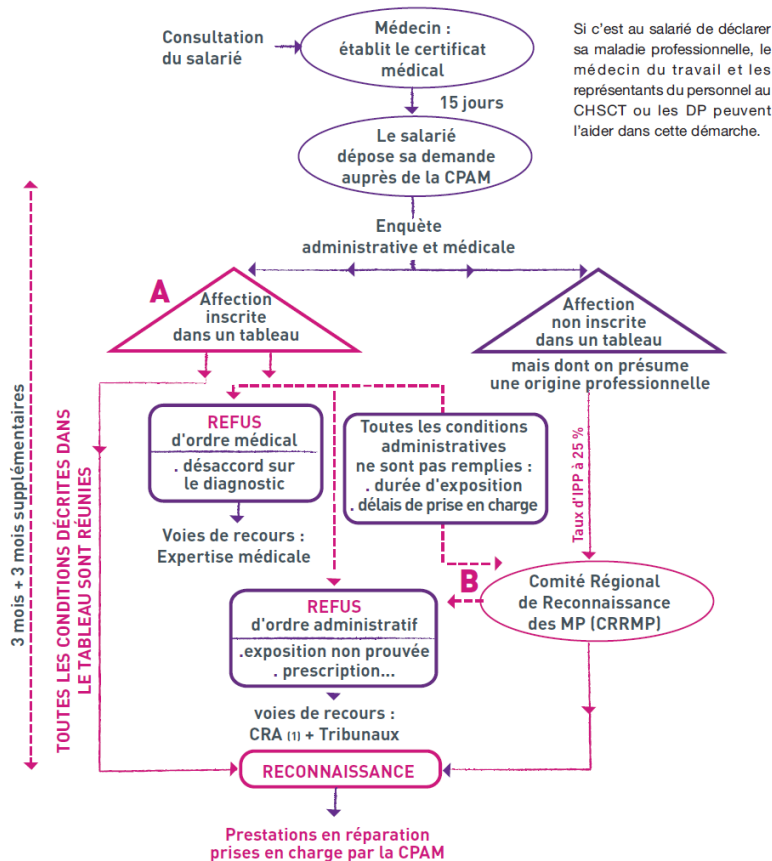 Consultation
du salarié
Médecin :
établit le certificat
médical
Si c'est au salarié de déclarer
sa maladie professionnelle, le
médecin du travail et les
représentants du personnel au
CHSCT ou les DP peuvent
l'aider dans cette démarche.
15 jours
Le salarié
dépose sa demande
auprès de la CPAM
Enquête
administrative et médicale
A
Affection
inscrite
dans un tableau
Affection
non inscrite
dans un tableau
mais dont on présume
une origine professionnelle
3 mois + 3 mois supplémentaires
TOUTES LES CONDITIONS DÉCRITES DANS
LE TABLEAU SONT RÉUNIES
REFUS
d'ordre médical
. désaccord sur
le diagnostic
Voies de recours :
Expertise médicale
Toutes les conditions
administratives
ne sont pas remplies :
. durée d'exposition
. délais de prise en charge
Taux d'IPP à 25 %
B
Comité Régional
de Reconnaissance
des MP (CRRMP)
REFUS
d'ordre administratif
.exposition non prouvée
. prescription...
voies de recours :
CRA (1) + Tribunaux
RECONNAISSANCE
Prestations en réparation
prises en charge par la CPAM